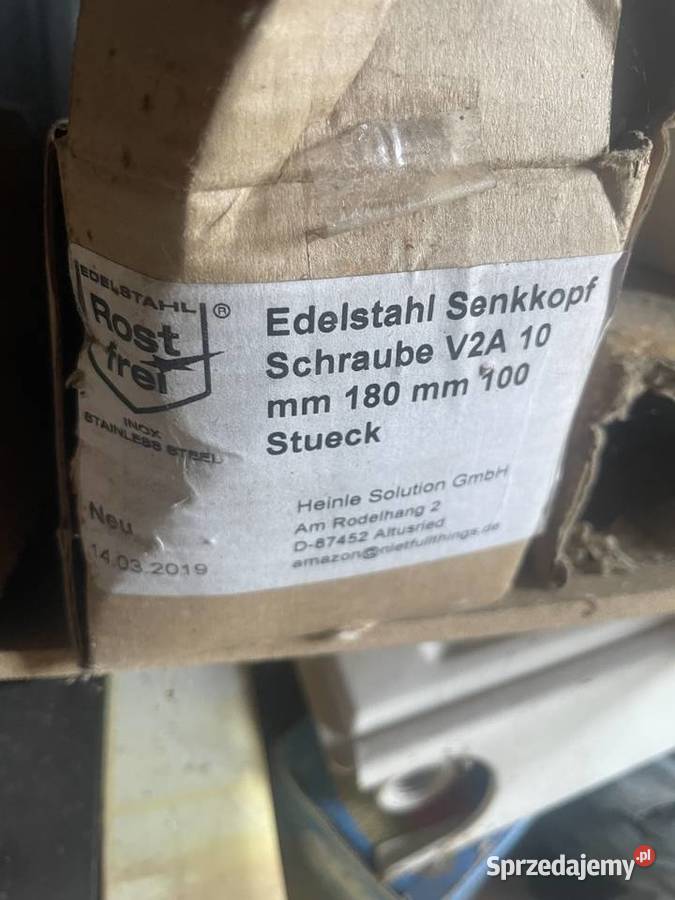 EDELSTAHL
Rost
frei
®
INOX
STAINLESS STEEL
Edelstahl Senkkopf
Schraube V2A 10
mm 180 mm 100
Stueck
Neu
14.03.2019
Heinle Solution GmbH
Am Rodelhang 2
D-87452 Altusried
Sprzedajemy.pl